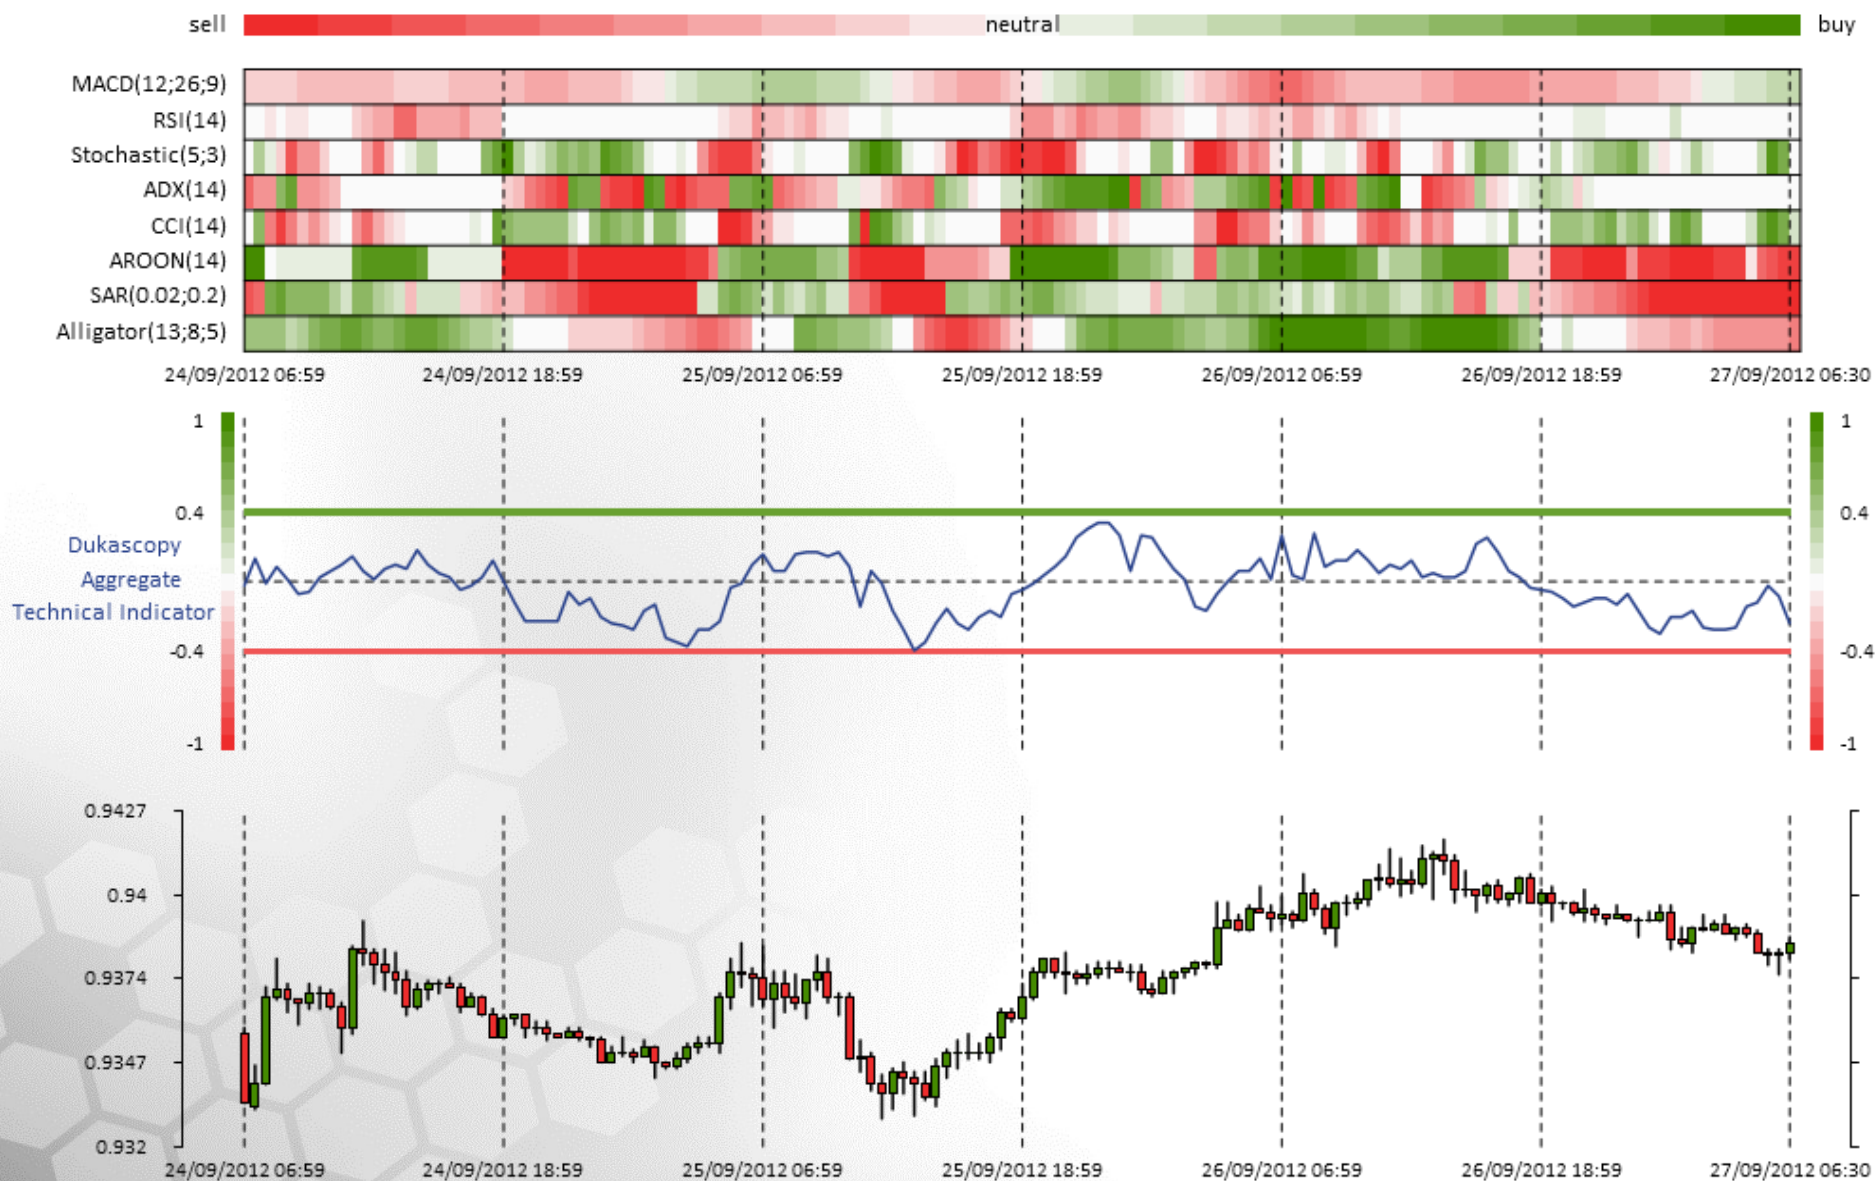 sell neutral buy
MACD(12;26;9)
RSI(14)
Stochastic(5;3)
ADX(14)
CCI(14)
AROON(14)
SAR(0.02;0.2)
Alligator(13;8;5)
24/09/2012 06:59 24/09/2012 18:59 25/09/2012 06:59 25/09/2012 18:59 26/09/2012 06:59 26/09/2012 18:59 27/09/2012 06:30
1 1
0.4 0.4
Dukascopy
Aggregate
Technical Indicator
-0.4 -0.4
-1 -1
0.9427
0.94
0.9374
0.9347
0.932
24/09/2012 06:59 24/09/2012 18:59 25/09/2012 06:59 25/09/2012 18:59 26/09/2012 06:59 26/09/2012 18:59 27/09/2012 06:30